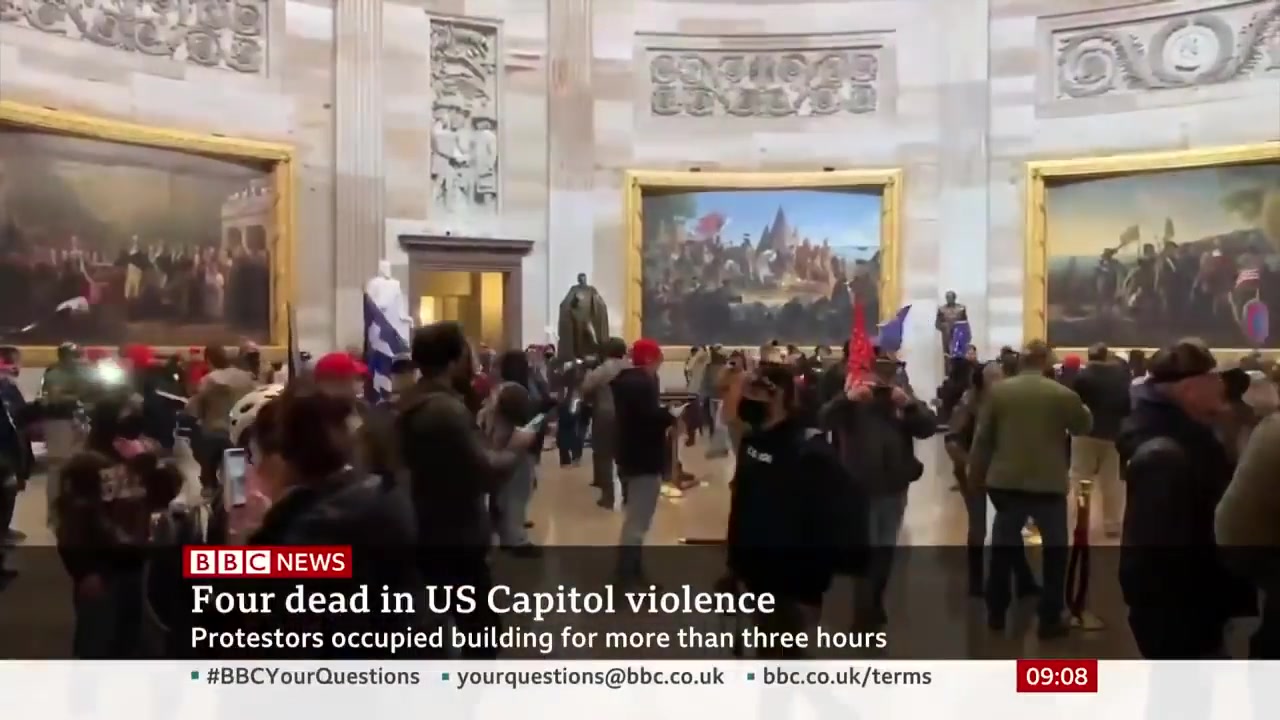 BBC NEWS
Four dead in US Capitol violence
Protestors occupied building for more than three hours
#BBCYourQuestions yourquestions@bbc.co.uk bbc.co.uk/terms 09:08